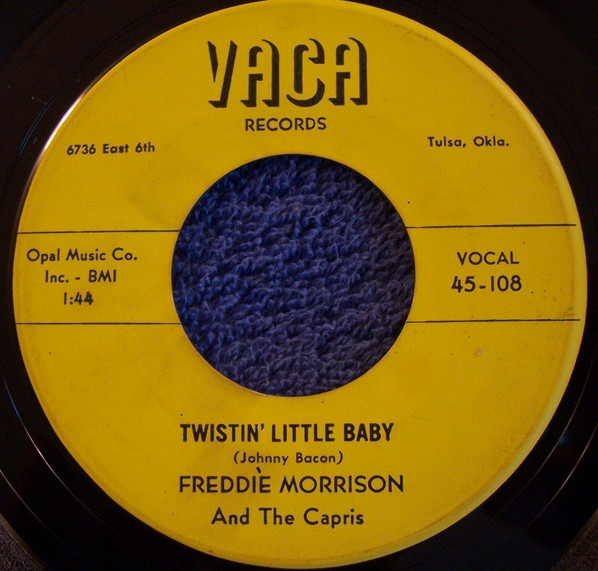 VACA
RECORDS
6736 East 6th
Tulsa, Okla.
Opal Music Co.
Inc. - BMI
1:44
VOCAL
45-108
TWISTIN' LITTLE BABY
(Johnny Bacon)
FREDDIE MORRISON
And The Capris